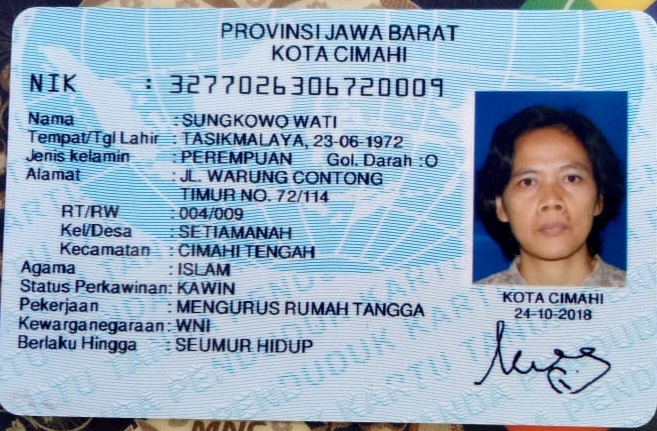 PROVINSI JAWA BARAT
KOTA CIMAHI
NIK : 3277026306720009
Nama : SUNGKOWO WATI
Tempat/Tgl Lahir : TASIKMALAYA, 23-06-1972
Jenis kelamin : PEREMPUAN Gol. Darah :O
Alamat : JL. WARUNG CONTONG
TIMUR NO. 72/114
RT/RW : 004/009
Kel/Desa : SETIAMANAH
Kecamatan : CIMAHI TENGAH
Agama : ISLAM
Status Perkawinan: KAWIN
Pekerjaan : MENGURUS RUMAH TANGGA
Kewarganegaraan: WNI
Berlaku Hingga : SEUMUR HIDUP
KOTA CIMAHI
24-10-2018